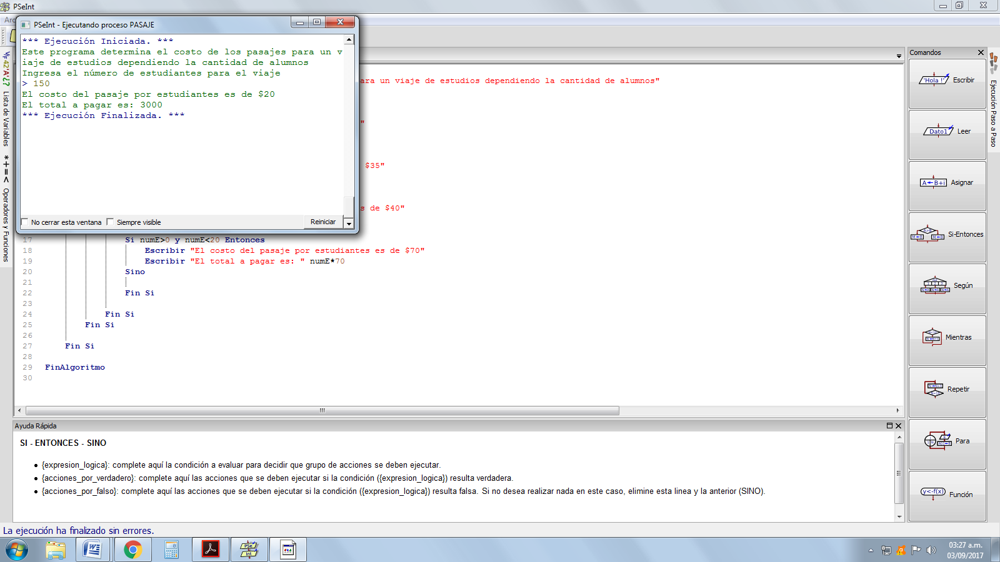 PSeInt
PSeInt - Ejecutando proceso PASAJE
*** Ejecución Iniciada. ***
Este programa determina el costo de los pasajes para un v
iaje de estudios dependiendo la cantidad de alumnos
Ingresa el número de estudiantes para el viaje
> 150
El costo del pasaje por estudiantes es de $20
El total a pagar es: 3000
*** Ejecución Finalizada. ***
No cerrar esta ventana
Siempre visible
Reiniciar
Lista de Variables
Operadores y Funciones
ara un viaje de estudios dependiendo la cantidad de alumnos"
"
$35"
s de $40"
17 Si numE>0 y numE<20 Entonces
18 Escribir "El costo del pasaje por estudiantes es de $70"
19 Escribir "El total a pagar es: " numE*70
20 Sino
21
22 Fin Si
23
24 Fin Si
25 Fin Si
26
27 Fin Si
28
29 FinAlgoritmo
30
Comandos
'Hola !' Escribir
Dato1 Leer
A B+i Asignar
Si-Entonces
Según
Mientras
Repetir
Para
y<-f(x) Función
Ejecución Paso a Paso
Ayuda Rápida
SI - ENTONCES - SINO
{expresion_logica}: complete aquí la condición a evaluar para decidir que grupo de acciones se deben ejecutar.
{acciones_por_verdadero}: complete aquí las acciones que se deben ejecutar si la condición ({expresion_logica}) resulta verdadera.
{acciones_por_falso}: complete aquí las acciones que se deben ejecutar si la condición ({expresion_logica}) resulta falsa. Si no desea realizar nada en este caso, elimine esta linea y la anterior (SINO).
La ejecución ha finalizado sin errores.
PSe
Int
03:27 a.m.
03/09/2017